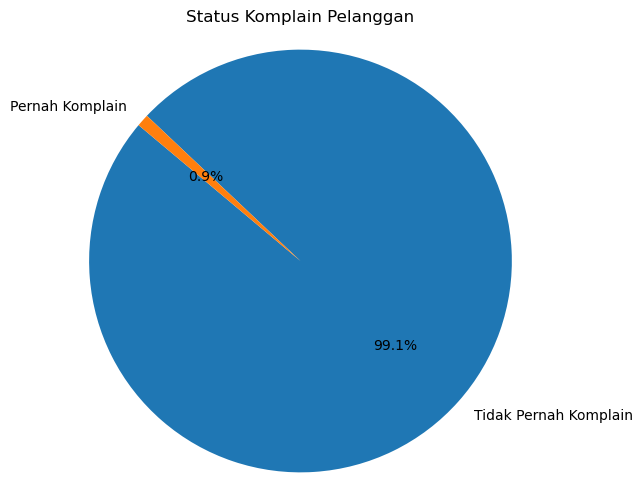 Status Komplain Pelanggan
Pernah Komplain
0.9%
99.1%
Tidak Pernah Komplain